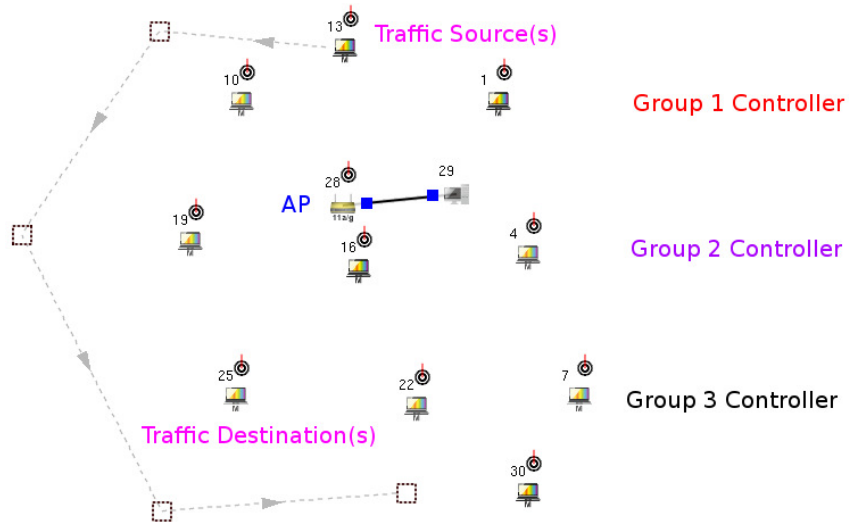 13
Traffic Source(s)
M
10
1
M
M
Group 1 Controller
28
29
AP
11a/g
19
16
4
M
M
M
Group 2 Controller
25
22
7
M
M
M
Group 3 Controller
Traffic Destination(s)
30
M